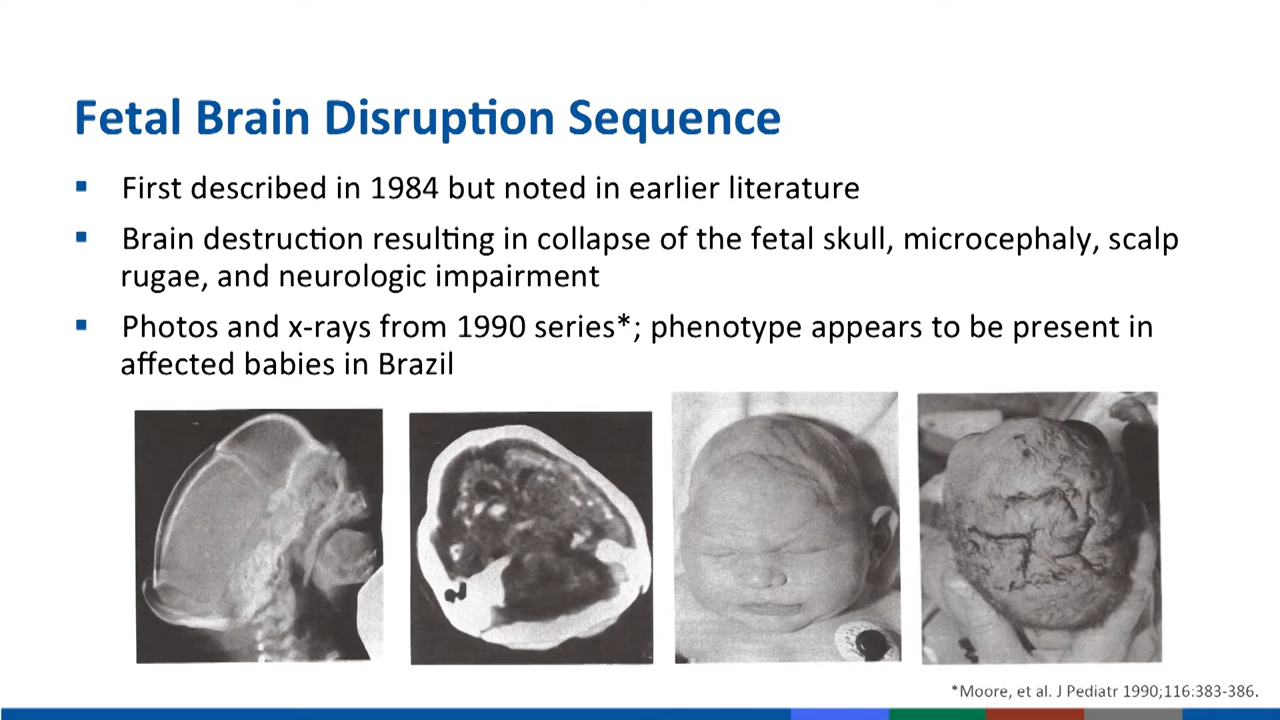 Fetal Brain Disruption Sequence
▪ First described in 1984 but noted in earlier literature
▪ Brain destruction resulting in collapse of the fetal skull, microcephaly, scalp
rugae, and neurologic impairment
▪ Photos and x-rays from 1990 series*; phenotype appears to be present in
affected babies in Brazil
*Moore, et al. J Pediatr 1990;116:383-386.